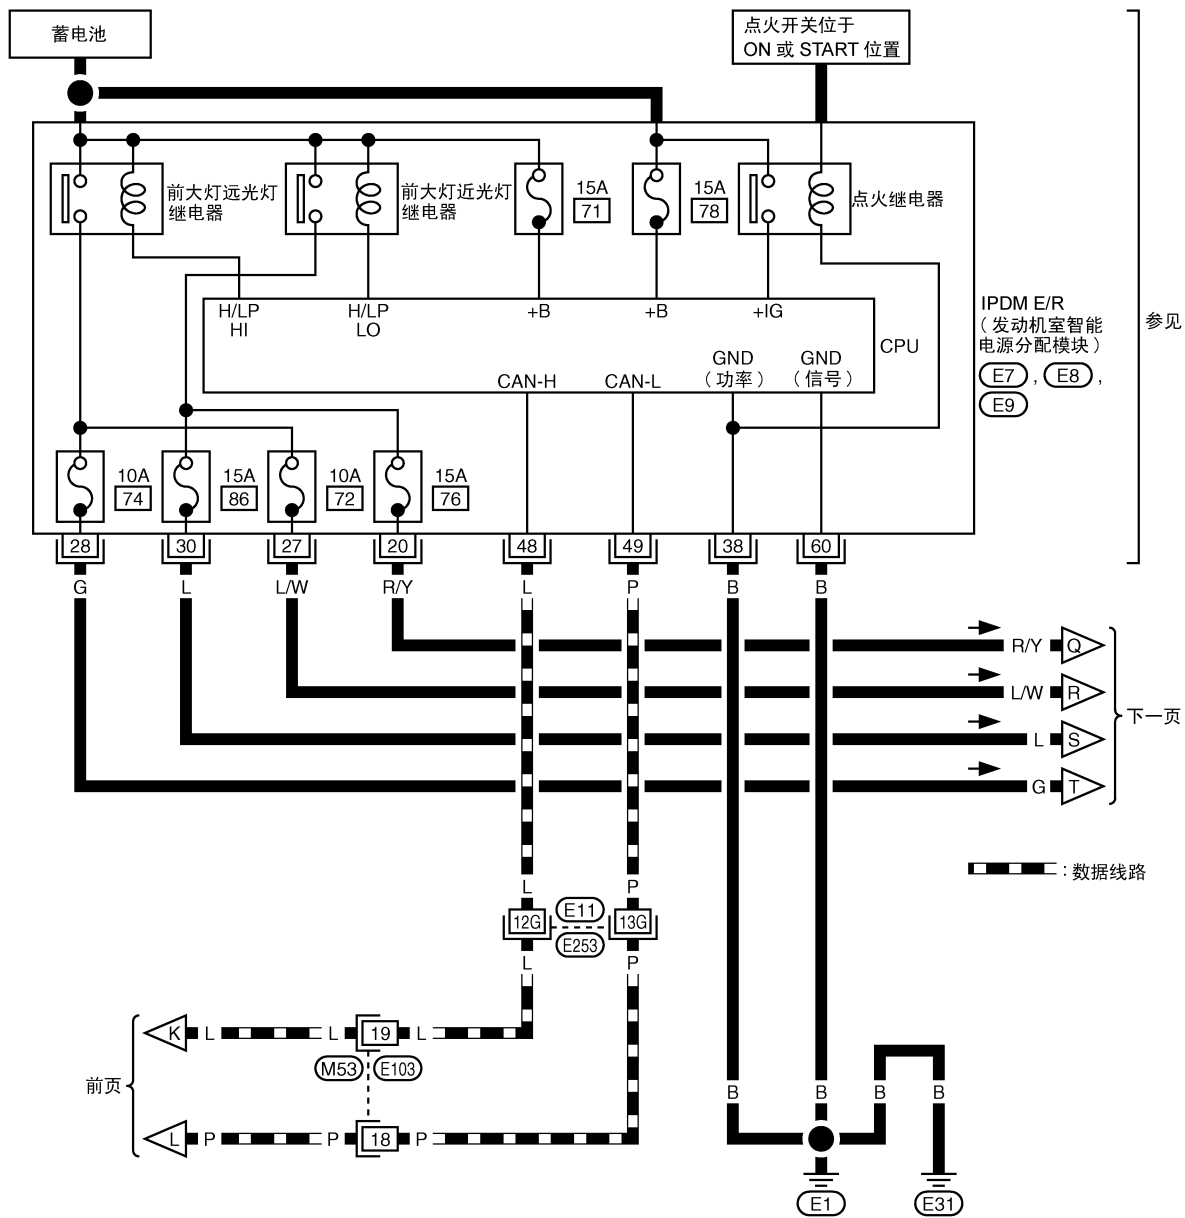 蓄电池
点火开关位于
ON 或 START 位置
前大灯远光灯
继电器
前大灯近光灯
继电器
15A
71
15A
78
点火继电器
H/LP
HI
H/LP
LO
+B
+B
+IG
CPU
IPDM E/R
（发动机室智能
电源分配模块）
E7 , E8 ,
E9
参见
CAN-H
CAN-L
GND
（功率）
GND
（信号）
10A
74
15A
86
10A
72
15A
76
28
30
27
20
48
49
38
60
G
L
L/W
R/Y
L
P
B
B
R/Y Q
L/W R
L S
G T
下一页
:数据线路
L
P
12G
E11
E253
13G
L
P
K L L 19 L
M53 E103
前页
L P P 18 P
B
B
B
B
E1
E31